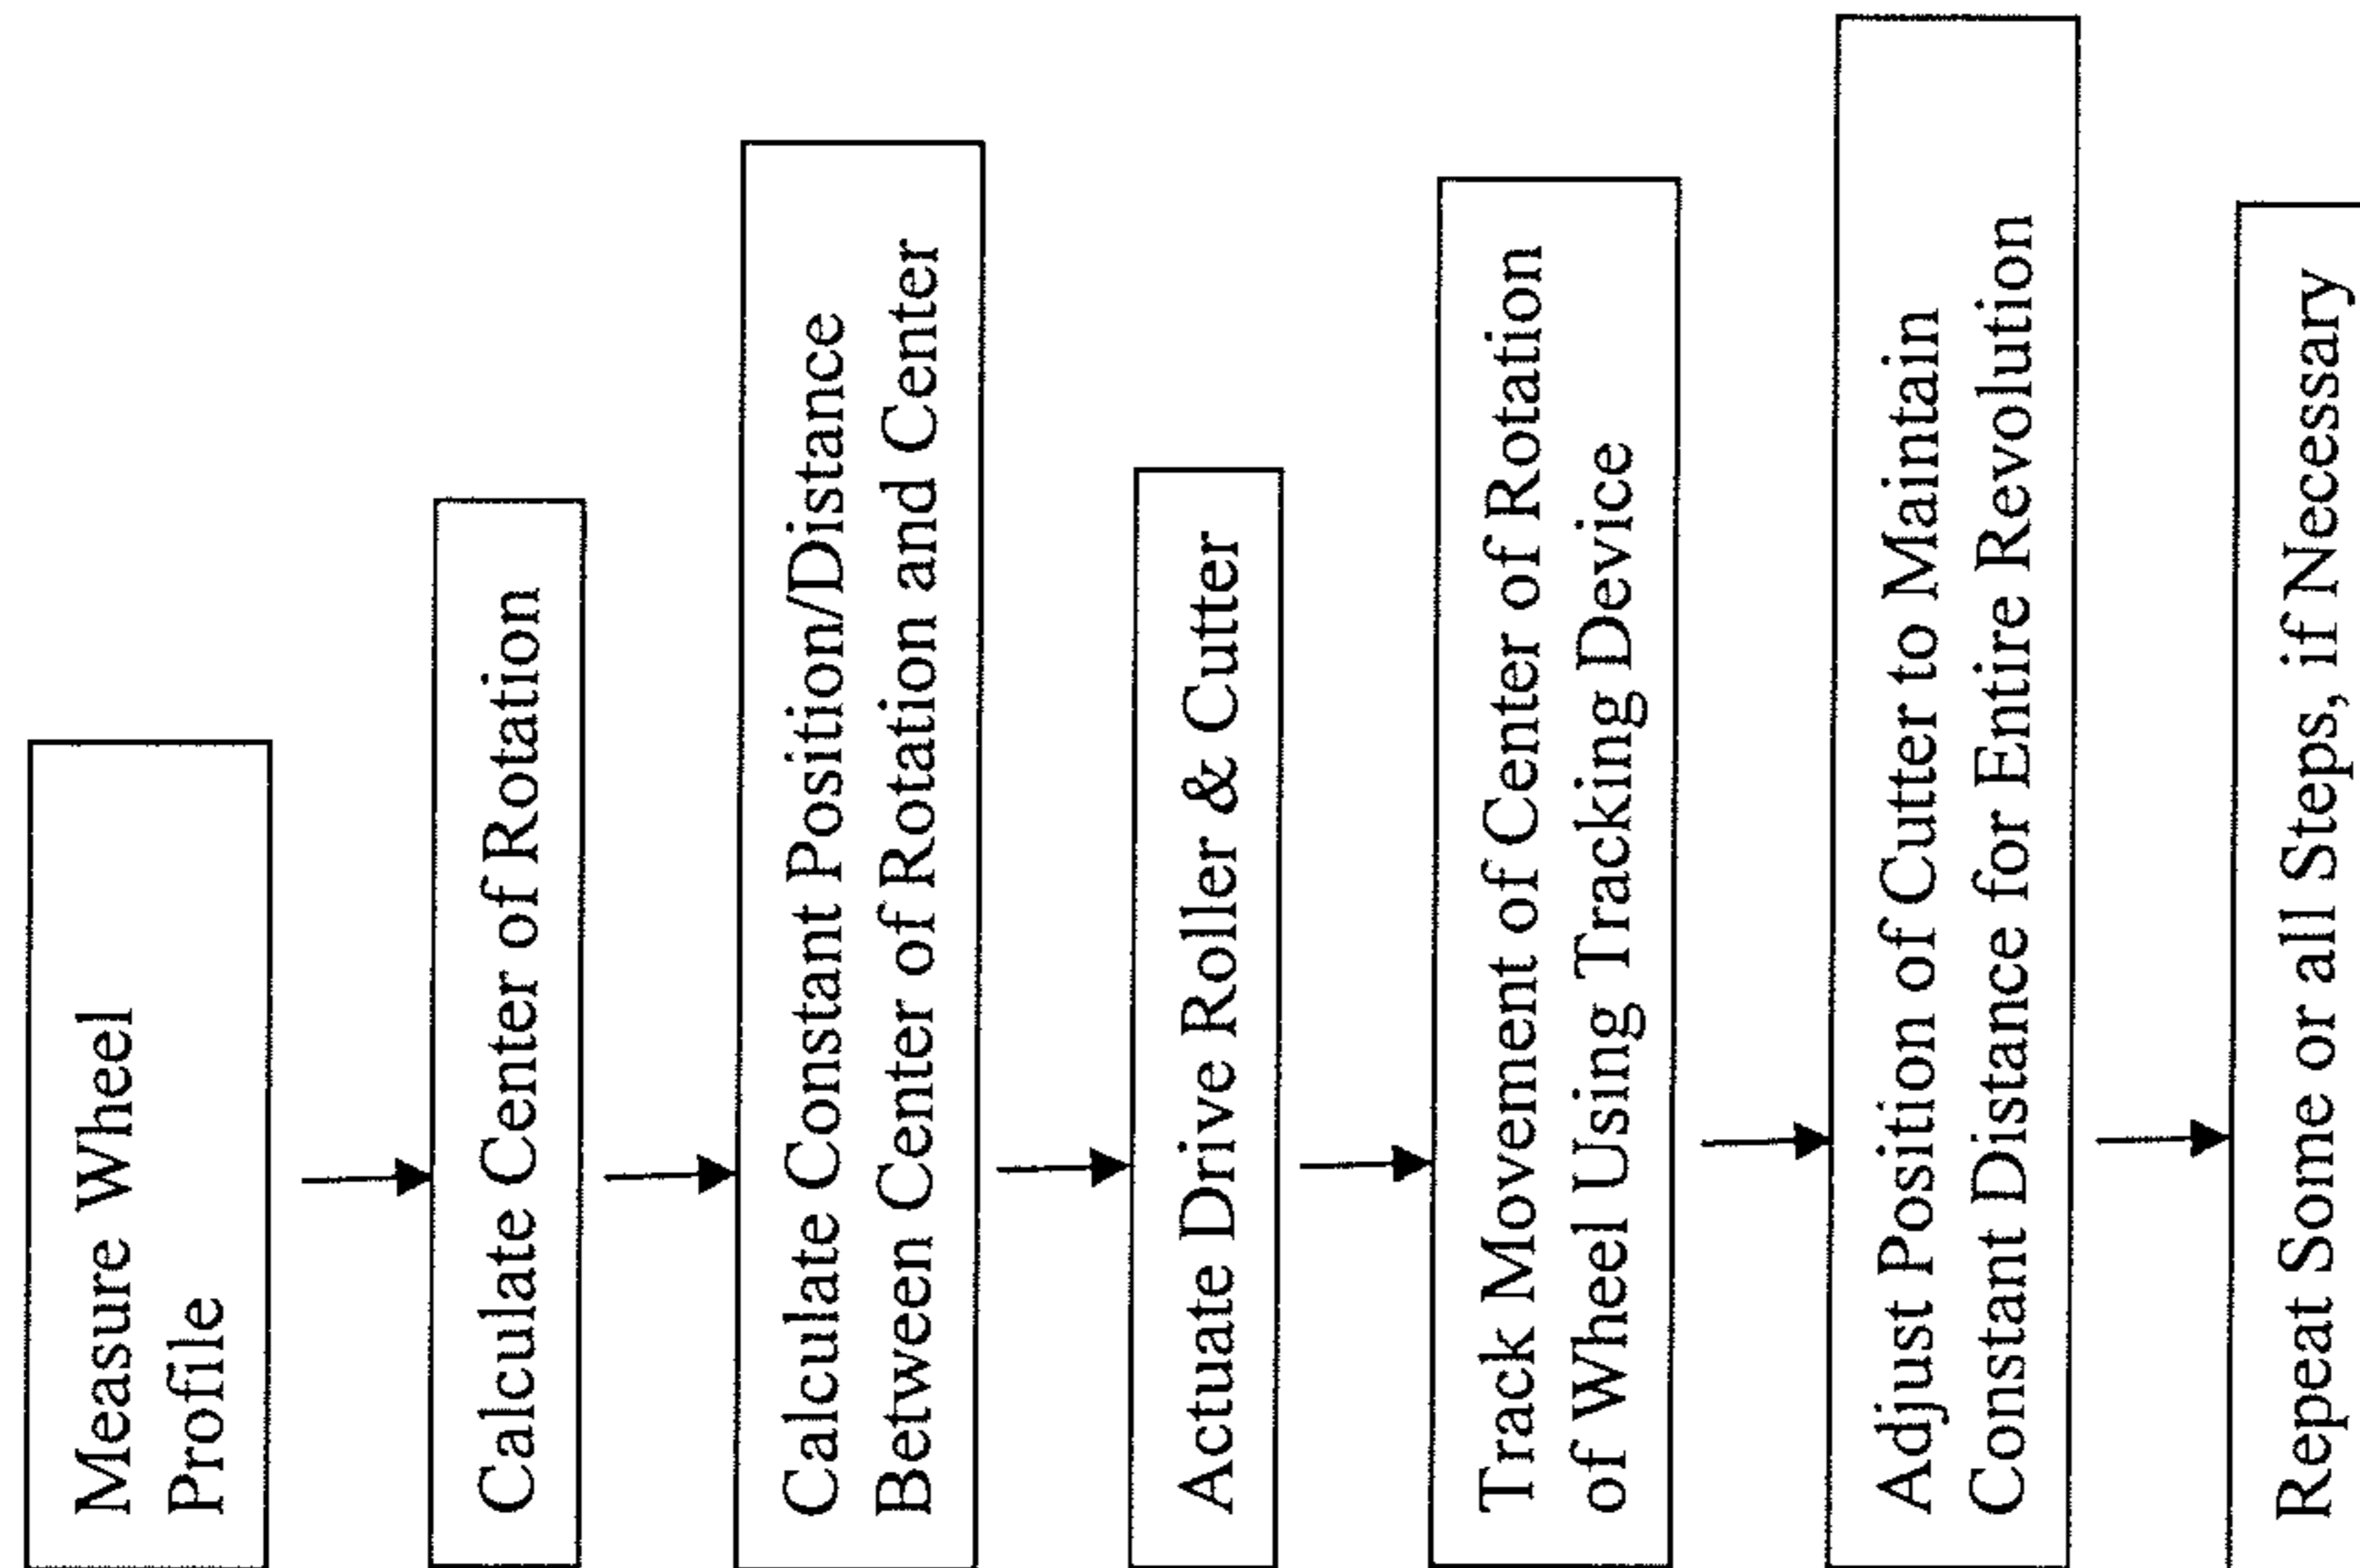 Measure Wheel
Profile
Calculate Center of Rotation
Calculate Constant Position/Distance
Between Center of Rotation and Center
Actuate Drive Roller & Cutter
Track Movement of Center of Rotation
of Wheel Using Tracking Device
Adjust Position of Cutter to Maintain
Constant Distance for Entire Revolution
Repeat Some or all Steps, if Necessary